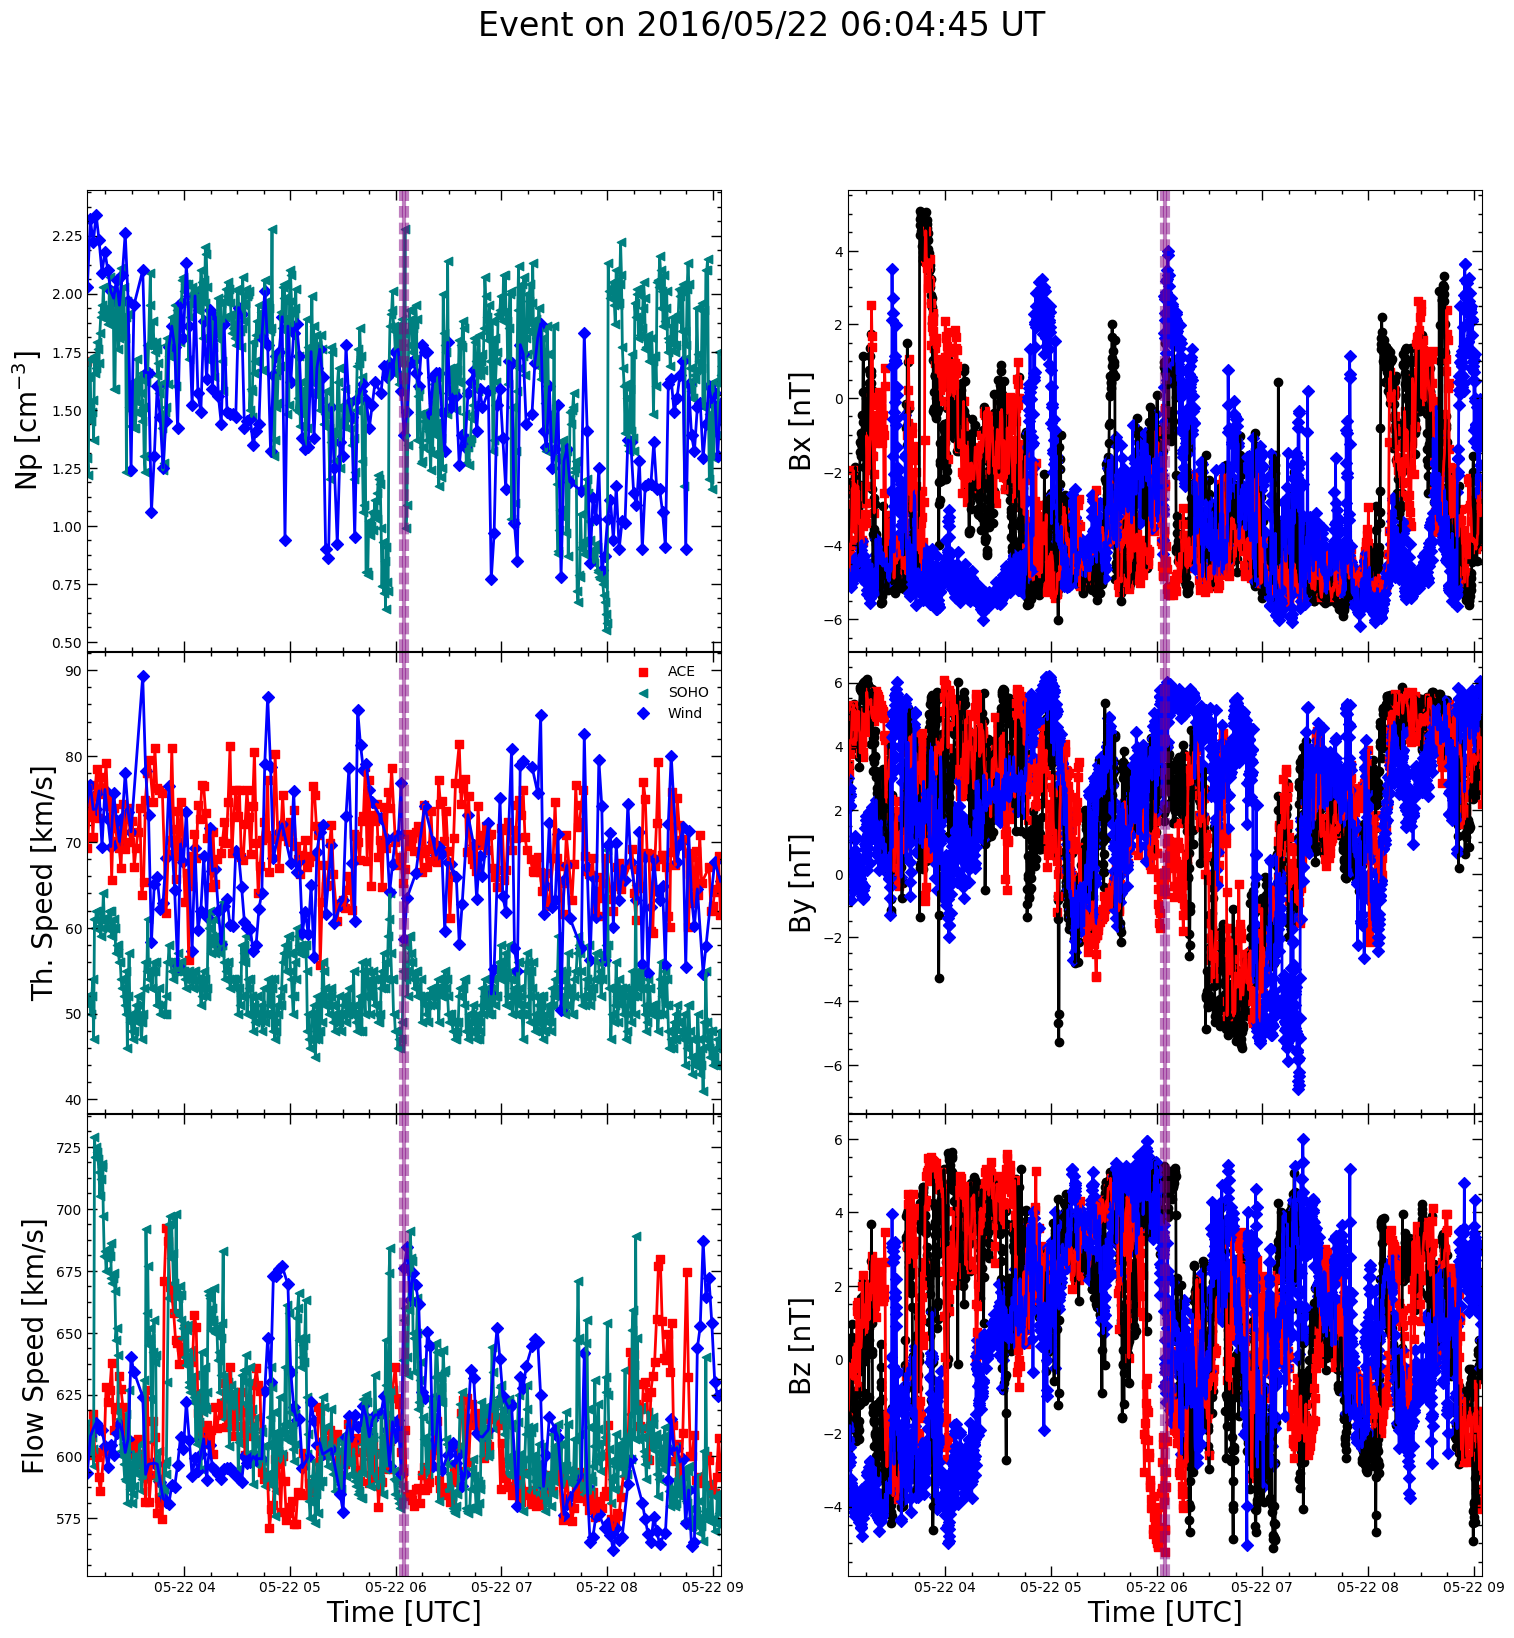 Event on 2016/05/22 06:04:45 UT
Np [cm⁻³]
2.25
2.00
1.75
1.50
1.25
1.00
0.75
0.50
Th. Speed [km/s]
90
80
70
60
50
40
ACE
SOHO
Wind
Flow Speed [km/s]
725
700
675
650
625
600
575
05-22 04 05-22 05 05-22 06 05-22 07 05-22 08 05-22 09
Time [UTC]
Bx [nT]
4
2
0
−2
−4
−6
By [nT]
6
4
2
0
−2
−4
−6
Bz [nT]
6
4
2
0
−2
−4
05-22 04 05-22 05 05-22 06 05-22 07 05-22 08 05-22 09
Time [UTC]